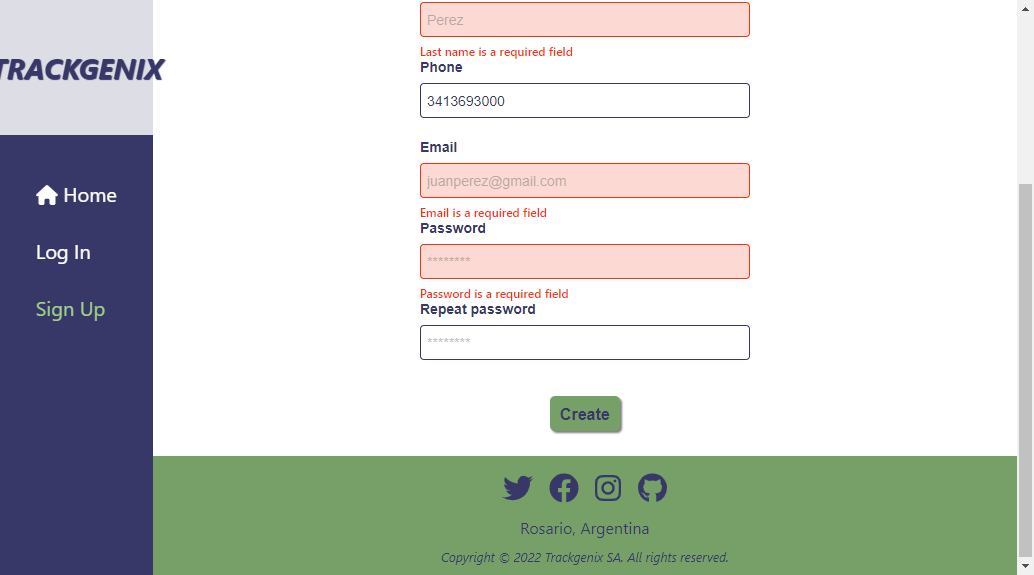 TRACKGENIX
Home
Log In
Sign Up
Perez
Last name is a required field
Phone
3413693000
Email
juanperez@gmail.com
Email is a required field
Password
********
Password is a required field
Repeat password
********
Create
Rosario, Argentina
Copyright © 2022 Trackgenix SA. All rights reserved.